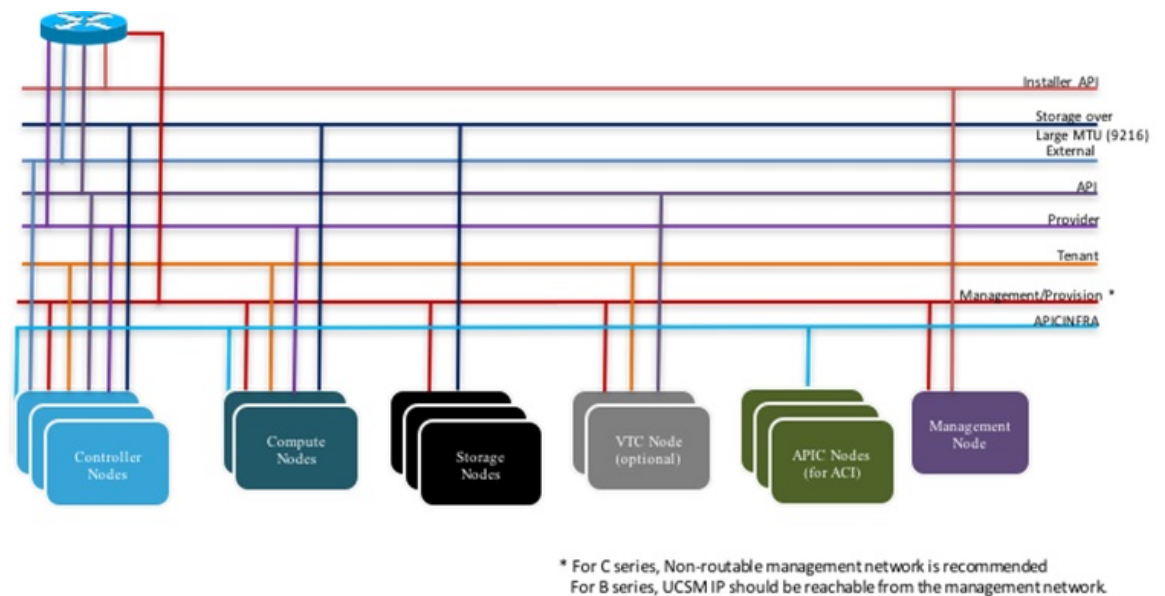 Installer API
Storage over
Large MTU (9216)
External
API
Provider
Tenant
Management/Provision *
APICINFRA
Controller
Nodes
Compute
Nodes
Storage
Nodes
VTC Node
(optional)
APIC Nodes
(for ACI)
Management
Node
* For C series, Non-routable management network is recommended
For B series, UCSM IP should be reachable from the management network.